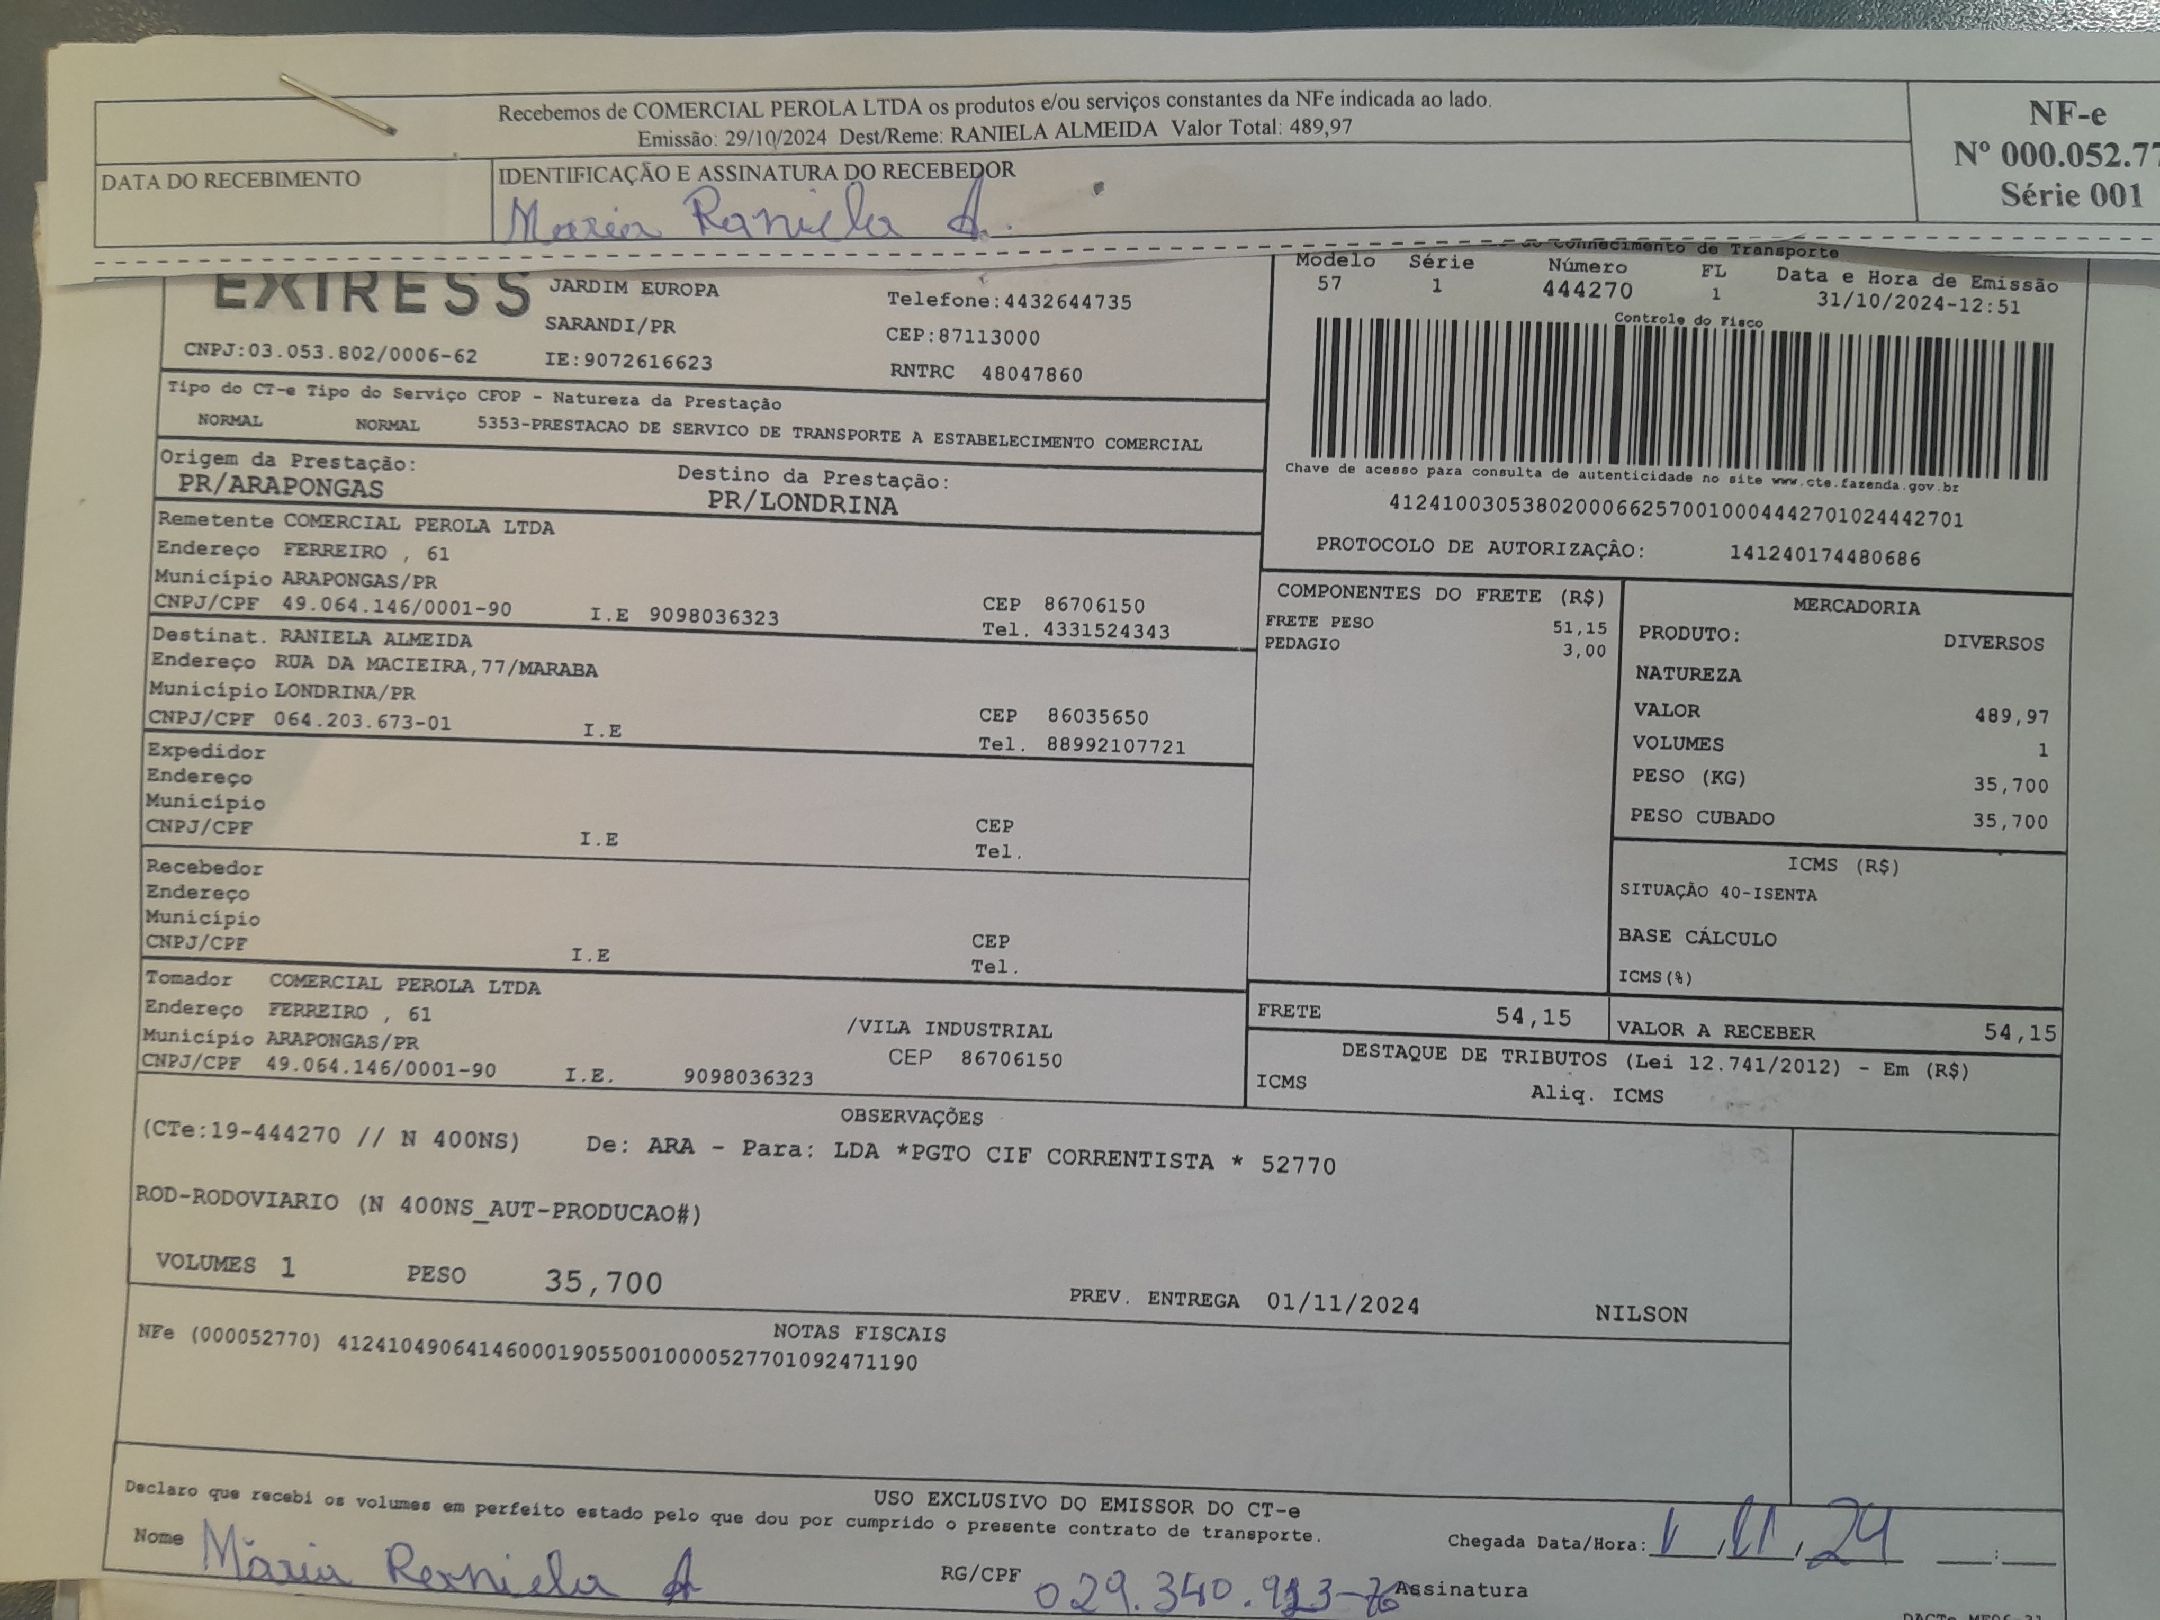 Recebemos de COMERCIAL PEROLA LTDA os produtos e/ou serviços constantes da NFe indicada ao lado.
Emissão: 29/10/2024 Dest/Reme: RANIELA ALMEIDA Valor Total: 489,97
NF-e
Nº 000.052.77
Série 001
DATA DO RECEBIMENTO
IDENTIFICAÇÃO E ASSINATURA DO RECEBEDOR
Maria Raniela A.
Conhecimento de Transporte
EXPRESS
JARDIM EUROPA
Telefone:4432644735
SARANDI/PR
CEP:87113000
CNPJ:03.053.802/0006-62
IE:9072616623
RNTRC 48047860
Modelo Série Número FL Data e Hora de Emissão
57 1 444270 1 31/10/2024-12:51
Controle do Fisco
Chave de acesso para consulta de autenticidade no site www.cte.fazenda.gov.br
41241003053802000662570010004442701024442701
PROTOCOLO DE AUTORIZAÇÂO: 141240174480686
Tipo do CT-e Tipo do Serviço CFOP - Natureza da Prestação
NORMAL NORMAL 5353-PRESTACAO DE SERVICO DE TRANSPORTE A ESTABELECIMENTO COMERCIAL
Origem da Prestação: Destino da Prestação:
PR/ARAPONGAS PR/LONDRINA
Remetente COMERCIAL PEROLA LTDA
Endereço FERREIRO , 61
Município ARAPONGAS/PR
CNPJ/CPF 49.064.146/0001-90 I.E 9098036323
CEP 86706150
Tel. 4331524343
Destinat. RANIELA ALMEIDA
Endereço RUA DA MACIEIRA,77/MARABA
Município LONDRINA/PR
CNPJ/CPF 064.203.673-01 I.E
CEP 86035650
Tel. 88992107721
Expedidor
Endereço
Município
CNPJ/CPF I.E
CEP
Tel.
Recebedor
Endereço
Município
CNPJ/CPF I.E
CEP
Tel.
Tomador COMERCIAL PEROLA LTDA
Endereço FERREIRO , 61
/VILA INDUSTRIAL
Município ARAPONGAS/PR
CEP 86706150
CNPJ/CPF 49.064.146/0001-90 I.E. 9098036323
COMPONENTES DO FRETE (R$)
FRETE PESO 51,15
PEDAGIO 3,00
MERCADORIA
PRODUTO: DIVERSOS
NATUREZA
VALOR 489,97
VOLUMES 1
PESO (KG) 35,700
PESO CUBADO 35,700
ICMS (R$)
SITUAÇÃO 40-ISENTA
BASE CÁLCULO
ICMS(%)
FRETE 54,15
VALOR A RECEBER 54,15
DESTAQUE DE TRIBUTOS (Lei 12.741/2012) - Em (R$)
ICMS Aliq. ICMS
OBSERVAÇÕES
(CTe:19-444270 // N 400NS) De: ARA - Para: LDA *PGTO CIF CORRENTISTA * 52770
ROD-RODOVIARIO (N 400NS_AUT-PRODUCAO#)
VOLUMES 1 PESO 35,700
PREV. ENTREGA 01/11/2024 NILSON
NOTAS FISCAIS
NFe (000052770) 41241049064146000190550010000527701092471190
USO EXCLUSIVO DO EMISSOR DO CT-e
Declaro que recebi os volumes em perfeito estado pelo que dou por cumprido o presente contrato de transporte.
Nome Maria Raniela A
RG/CPF
Chegada Data/Hora: 1, 11, 24 :
Assinatura